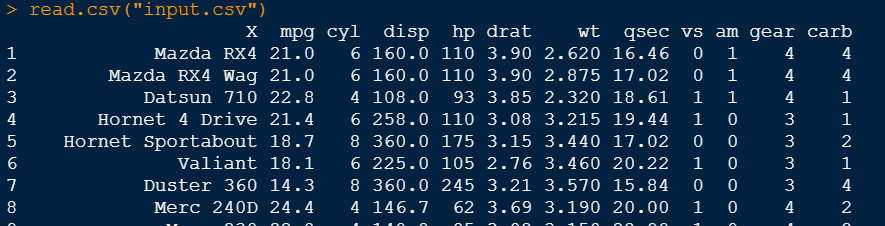 > read.csv("input.csv")
X mpg cyl disp hp drat wt qsec vs am gear carb
1 Mazda RX4 21.0 6 160.0 110 3.90 2.620 16.46 0 1 4 4
2 Mazda RX4 Wag 21.0 6 160.0 110 3.90 2.875 17.02 0 1 4 4
3 Datsun 710 22.8 4 108.0 93 3.85 2.320 18.61 1 1 4 1
4 Hornet 4 Drive 21.4 6 258.0 110 3.08 3.215 19.44 1 0 3 1
5 Hornet Sportabout 18.7 8 360.0 175 3.15 3.440 17.02 0 0 3 2
6 Valiant 18.1 6 225.0 105 2.76 3.460 20.22 1 0 3 1
7 Duster 360 14.3 8 360.0 245 3.21 3.570 15.84 0 0 3 4
8 Merc 240D 24.4 4 146.7 62 3.69 3.190 20.00 1 0 4 2